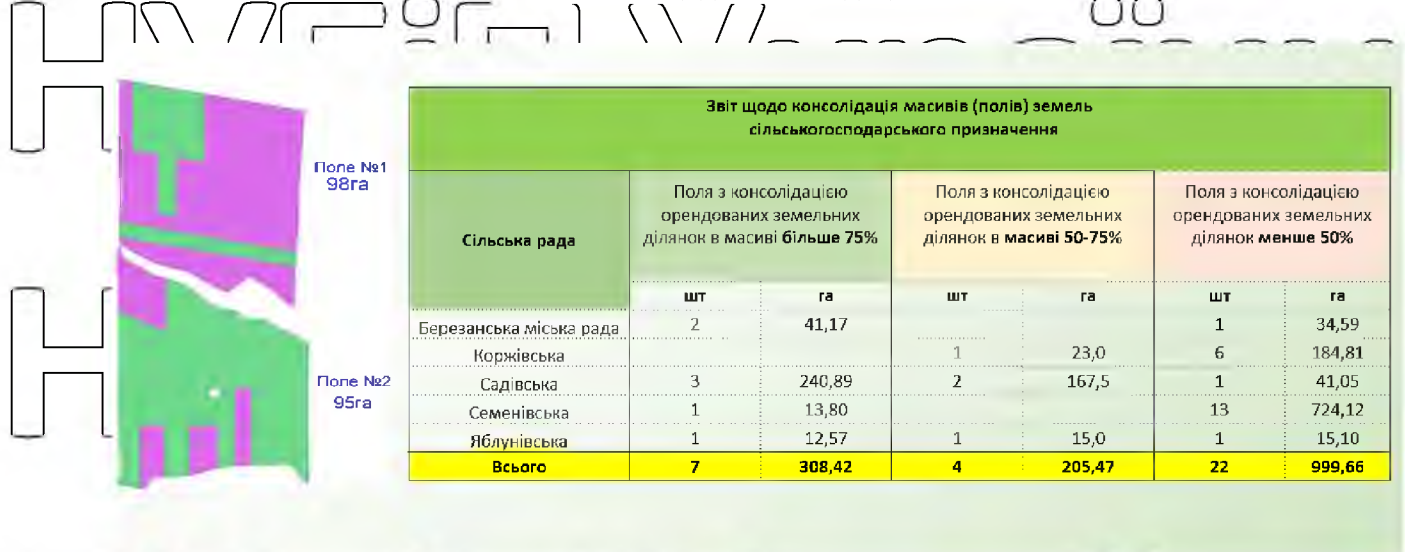 Поле №1
98га
Поле №2
95га
Звіт щодо консолідація масивів (полів) земель
сільськогосподарського призначення
Сільська рада
Поля з консолідацією
орендованих земельних
ділянок в масиві більше 75%
Поля з консолідацією
орендованих земельних
ділянок в масиві 50-75%
Поля з консолідацією
орендованих земельних
ділянок менше 50%
шт га шт га шт га
Березанська міська рада 2 41,17 1 34,59
Коржівська 1 23,0 6 184,81
Садівська 3 240,89 2 167,5 1 41,05
Семенівська 1 13,80 13 724,12
Яблунівська 1 12,57 1 15,0 1 15,10
Всього 7 308,42 4 205,47 22 999,66